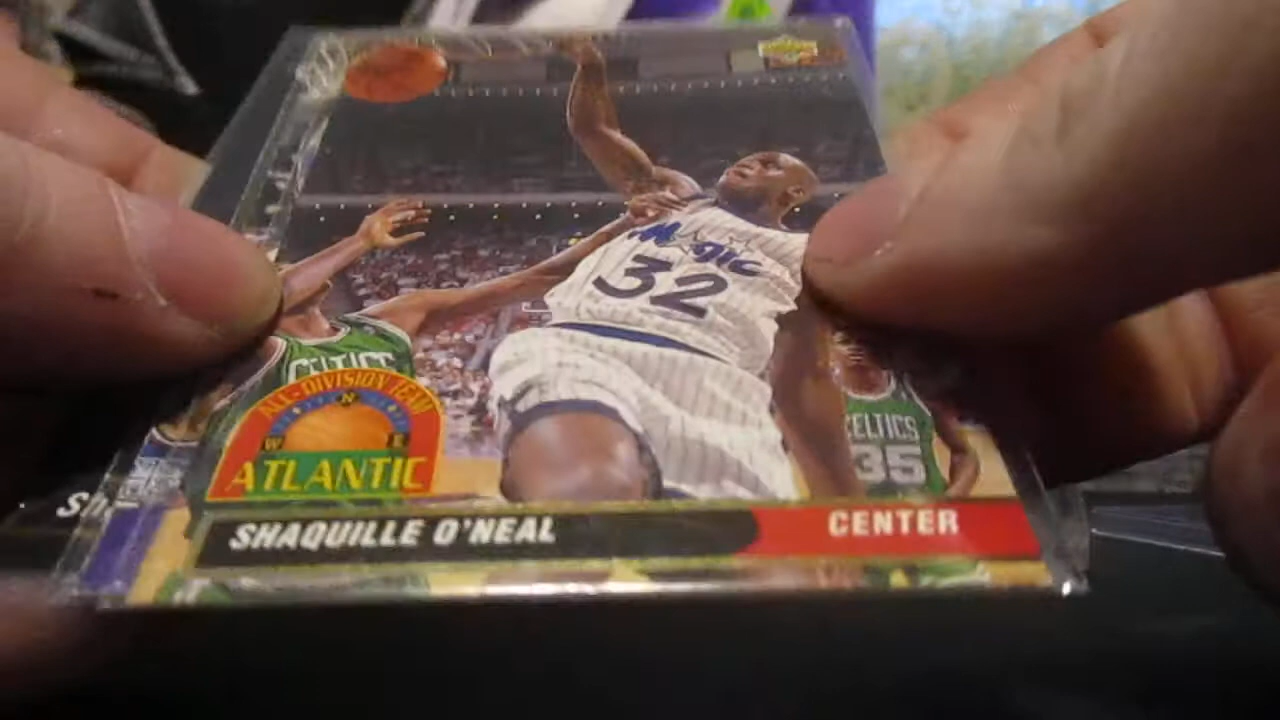 Magic
32
CELTICS
ALL-DIVISION TEAM
N
W E
ATLANTIC
CELTICS
35
SHAQUILLE O'NEAL
CENTER